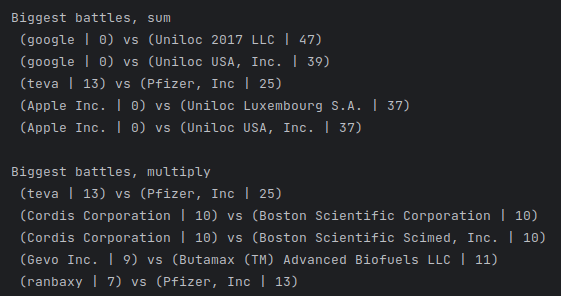 Biggest battles, sum
(google | 0) vs (Uniloc 2017 LLC | 47)
(google | 0) vs (Uniloc USA, Inc. | 39)
(teva | 13) vs (Pfizer, Inc | 25)
(Apple Inc. | 0) vs (Uniloc Luxembourg S.A. | 37)
(Apple Inc. | 0) vs (Uniloc USA, Inc. | 37)
Biggest battles, multiply
(teva | 13) vs (Pfizer, Inc | 25)
(Cordis Corporation | 10) vs (Boston Scientific Corporation | 10)
(Cordis Corporation | 10) vs (Boston Scientific Scimed, Inc. | 10)
(Gevo Inc. | 9) vs (Butamax (TM) Advanced Biofuels LLC | 11)
(ranbaxy | 7) vs (Pfizer, Inc | 13)